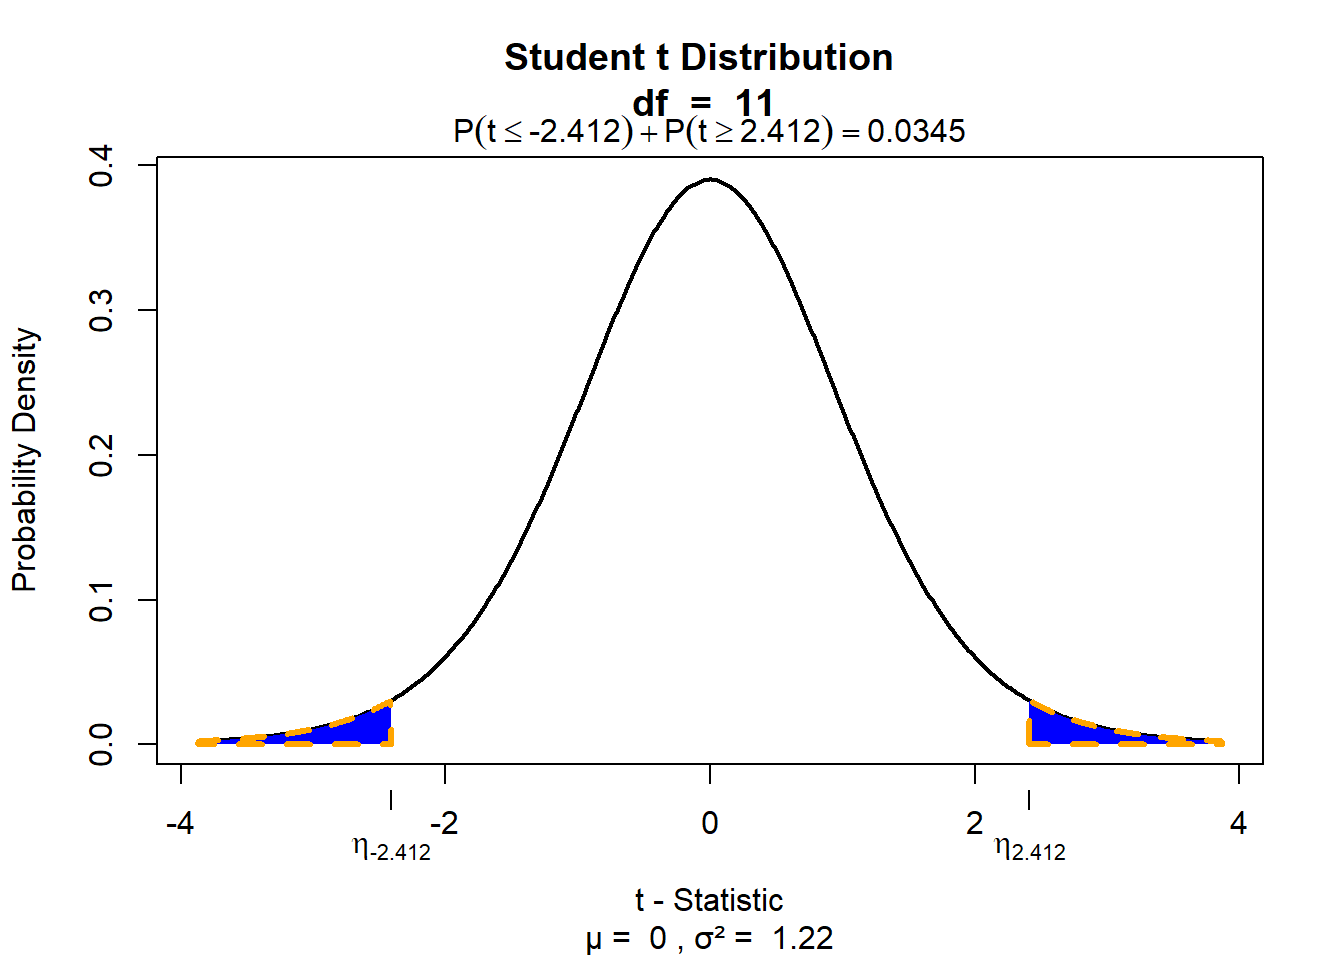 Student t Distribution
df = 11
P(t ≤ -2.412) + P(t ≥ 2.412) = 0.0345
Probability Density
0.4
0.3
0.2
0.1
0.0
-4 -2 0 2 4
η-2.412 η2.412
t - Statistic
μ = 0 , σ² = 1.22